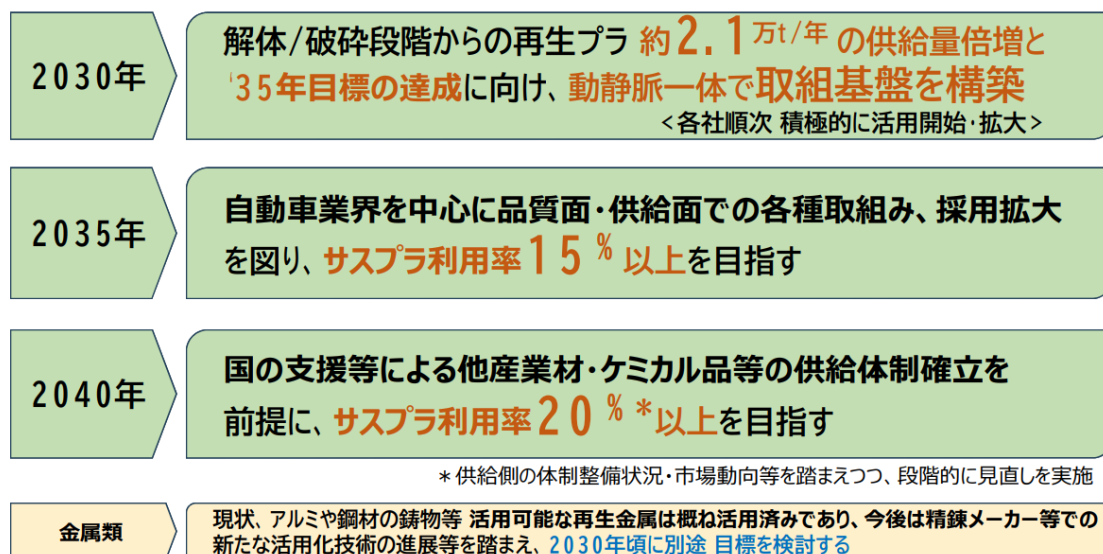 2030年
解体/破砕段階からの再生プラ 約2.1万t/年 の供給量倍増と
'35年目標の達成に向け、動静脈一体で取組基盤を構築
<各社順次 積極的に活用開始・拡大>
2035年
自動車業界を中心に品質面・供給面での各種取組み、採用拡大
を図り、サスプラ利用率15%以上を目指す
2040年
国の支援等による他産業材・ケミカル品等の供給体制確立を
前提に、サスプラ利用率20%*以上を目指す
*供給側の体制整備状況・市場動向等を踏まえつつ、段階的に見直しを実施
金属類
現状、アルミや鋼材の鋳物等 活用可能な再生金属は概ね活用済みであり、今後は精錬メーカー等での
新たな活用化技術の進展等を踏まえ、2030年頃に別途 目標を検討する